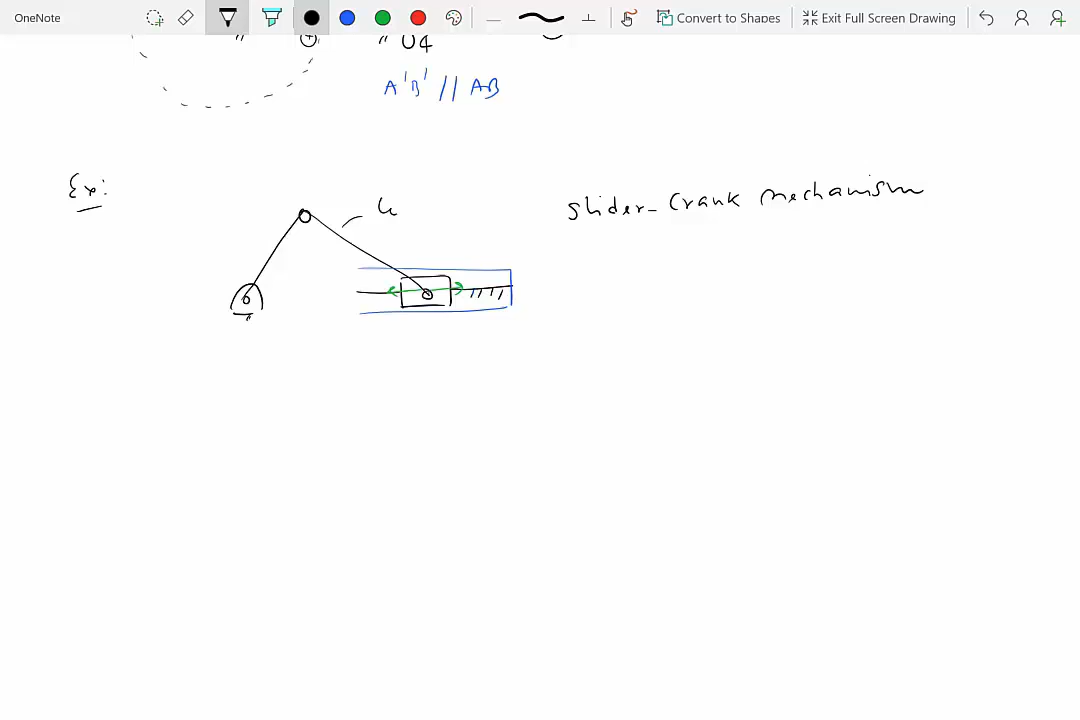 OneNote
Convert to Shapes
Exit Full Screen Drawing
" 04
A'B' // AB
Ex:
slider-crank mechanism